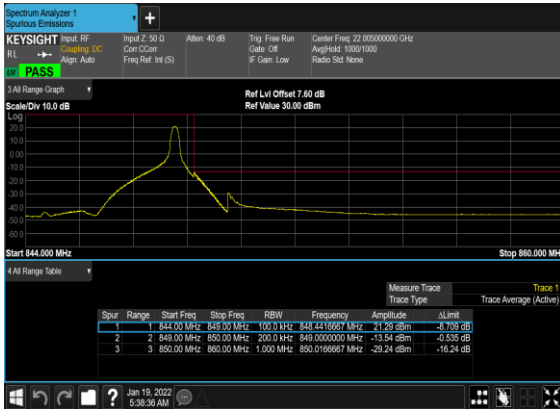 Spectrum Analyzer 1
Spurious Emissions
+
KEYSIGHT Input: RF Input Z: 50 Ω Atten: 40 dB Trig: Free Run Center Freq: 22.005000000 GHz
RL Coupling: DC Corr CCorr Gate: Off Avg|Hold: 1000/1000
Align: Auto Freq Ref: Int (S) IF Gain: Low Radio Std: None
PASS
3 All Range Graph
Ref Lvl Offset 7.60 dB
Scale/Div 10.0 dB Ref Value 30.00 dBm
Log
20.0
10.0
0.00
-10.0
-20.0
-30.0
-40.0
-50.0
-60.0
Start 844.000 MHz Stop 860.000 MH
4 All Range Table
Measure Trace Trace 1
Trace Type Trace Average (Active)
Spur Range Start Freq Stop Freq RBW Frequency Amplitude ΔLimit
1 1 844.00 MHz 849.00 MHz 100.0 kHz 848.4416667 MHz 21.29 dBm -8.709 dB
2 2 849.00 MHz 850.00 MHz 200.0 kHz 849.0000000 MHz -13.54 dBm -0.535 dB
3 3 850.00 MHz 860.00 MHz 1.000 MHz 850.0166667 MHz -29.24 dBm -16.24 dB
? Jan 19, 2022
5:38:36 AM